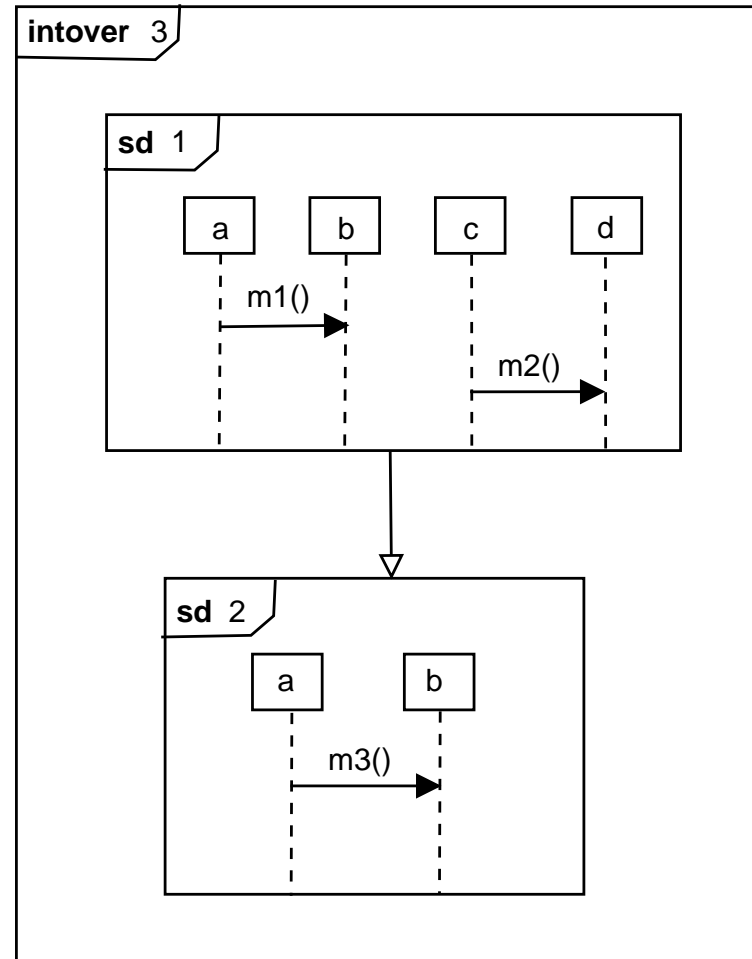 intover 3
sd 1
a b c d
m1()
m2()
sd 2
a b
m3()